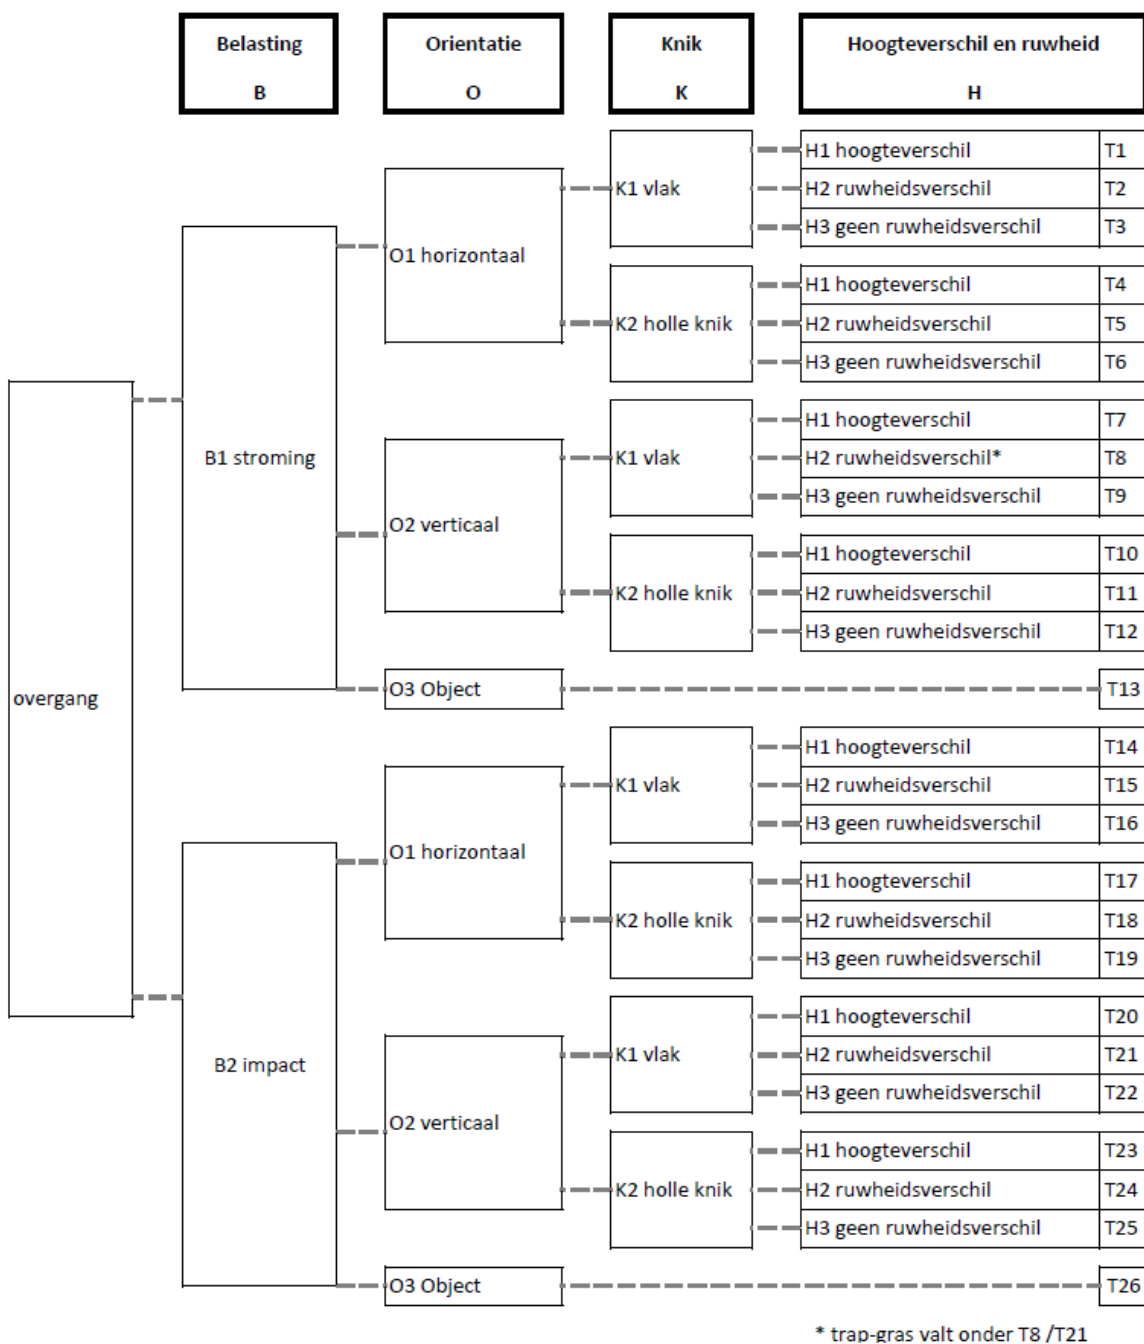 Belasting Orientatie Knik Hoogteverschil en ruwheid
B O K H
H1 hoogteverschil T1
K1 vlak H2 ruwheidsverschil T2
H3 geen ruwheidsverschil T3
O1 horizontaal
H1 hoogteverschil T4
K2 holle knik H2 ruwheidsverschil T5
H3 geen ruwheidsverschil T6
H1 hoogteverschil T7
B1 stroming K1 vlak H2 ruwheidsverschil* T8
H3 geen ruwheidsverschil T9
O2 verticaal
H1 hoogteverschil T10
K2 holle knik H2 ruwheidsverschil T11
H3 geen ruwheidsverschil T12
overgang O3 Object T13
H1 hoogteverschil T14
K1 vlak H2 ruwheidsverschil T15
H3 geen ruwheidsverschil T16
O1 horizontaal
H1 hoogteverschil T17
K2 holle knik H2 ruwheidsverschil T18
H3 geen ruwheidsverschil T19
H1 hoogteverschil T20
B2 impact K1 vlak H2 ruwheidsverschil T21
H3 geen ruwheidsverschil T22
O2 verticaal
H1 hoogteverschil T23
K2 holle knik H2 ruwheidsverschil T24
H3 geen ruwheidsverschil T25
O3 Object T26
* trap-gras valt onder T8 /T21